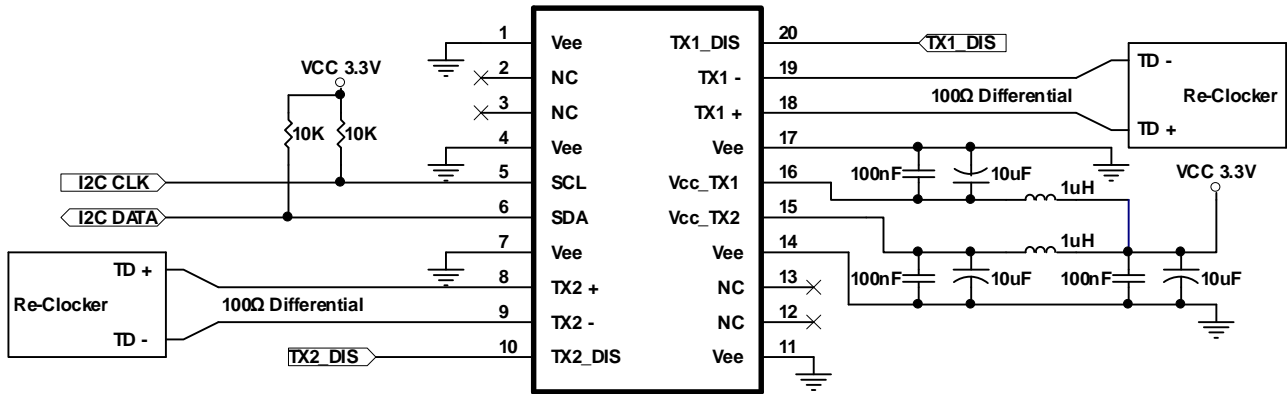 1 Vee TX1_DIS 20 TX1_DIS
VCC 3.3V
2 NC TX1 - 19 TD -
100Ω Differential Re-Clocker
10K 10K
3 NC TX1 + 18 TD +
4 Vee Vee 17
I2C CLK 5 SCL Vcc_TX1 16 100nF 10uF VCC 3.3V
1uH
I2C DATA 6 SDA Vcc_TX2 15
7 Vee Vee 14 1uH
TD + 100nF 10uF 100nF 10uF
8 TX2 + NC 13
Re-Clocker 100Ω Differential
9 TX2 - NC 12
TD -
TX2_DIS 10 TX2_DIS Vee 11